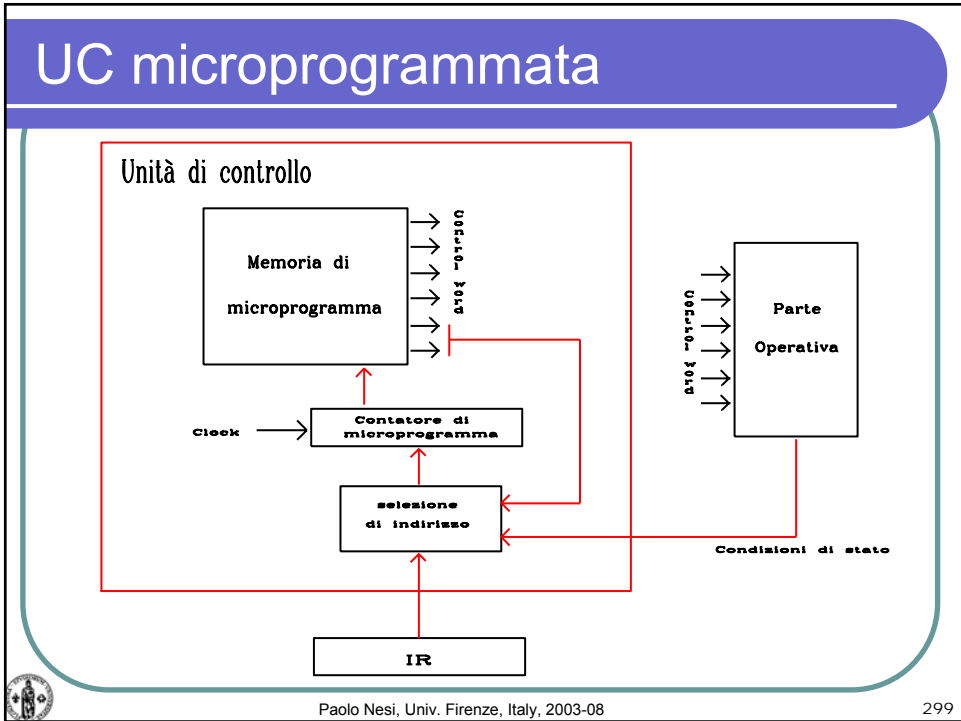 UC microprogrammata
Unità di controllo
Memoria di
microprogramma
Control word
Control word
Parte
Operativa
Clock
Contatore di
microprogramma
selezione
di indirizzo
Condizioni di stato
IR
Paolo Nesi, Univ. Firenze, Italy, 2003-08
299